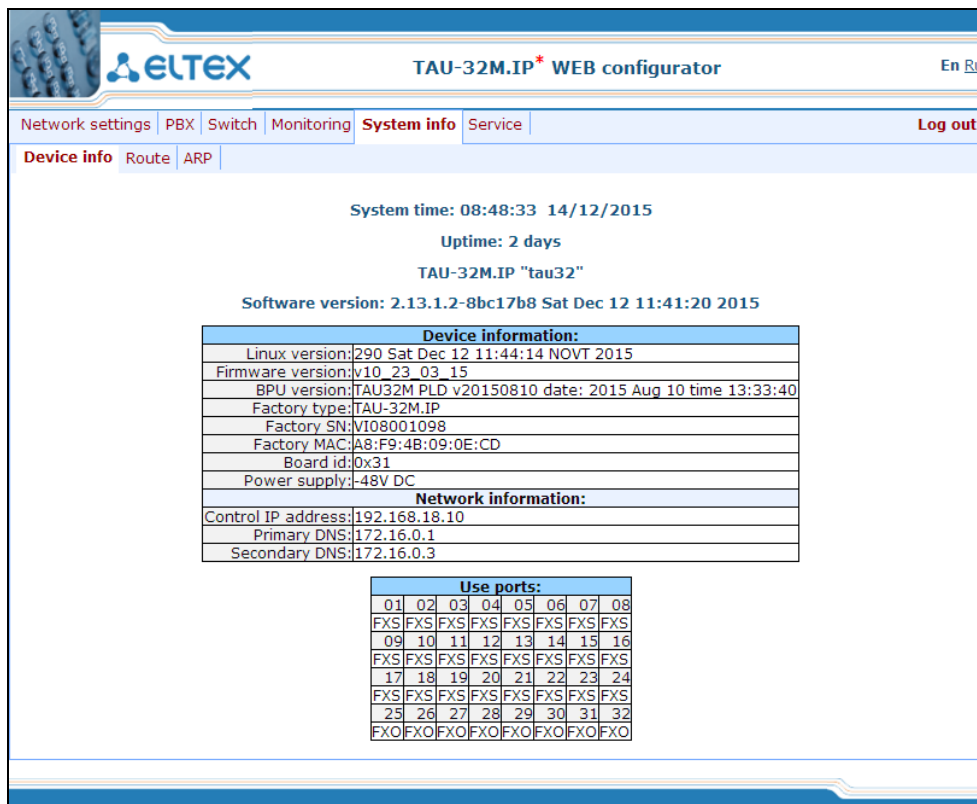 ELTEX
TAU-32M.IP* WEB configurator
En Ru
Network settings PBX Switch Monitoring System info Service Log out
Device info Route ARP
System time: 08:48:33 14/12/2015
Uptime: 2 days
TAU-32M.IP "tau32"
Software version: 2.13.1.2-8bc17b8 Sat Dec 12 11:41:20 2015
Device information:
Linux version: 290 Sat Dec 12 11:44:14 NOVT 2015
Firmware version: v10_23_03_15
BPU version: TAU32M PLD v20150810 date: 2015 Aug 10 time 13:33:40
Factory type: TAU-32M.IP
Factory SN: VI08001098
Factory MAC: A8:F9:4B:09:0E:CD
Board id: 0x31
Power supply: -48V DC
Network information:
Control IP address: 192.168.18.10
Primary DNS: 172.16.0.1
Secondary DNS: 172.16.0.3
Use ports:
01 02 03 04 05 06 07 08
FXS FXS FXS FXS FXS FXS FXS FXS
09 10 11 12 13 14 15 16
FXS FXS FXS FXS FXS FXS FXS FXS
17 18 19 20 21 22 23 24
FXS FXS FXS FXS FXS FXS FXS FXS
25 26 27 28 29 30 31 32
FXO FXO FXO FXO FXO FXO FXO FXO